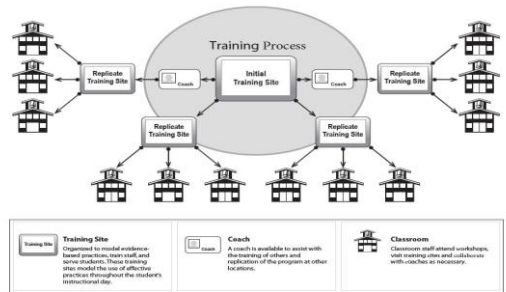 Training Process
Initial
Training Site
Coach
Coach
Replicate
Training Site
Replicate
Training Site
Replicate
Training Site
Replicate
Training Site
Training Site
Training Site
Organized to model evidence-
based practices, train staff, and
serve students. These training
sites model the use of effective
practices throughout the student's
instructional day.
Coach
Coach
A coach is available to assist with
the training of others and
replication of the program at other
locations.
Classroom
Classroom staff attend workshops,
visit training sites and collaborate
with coaches as necessary.